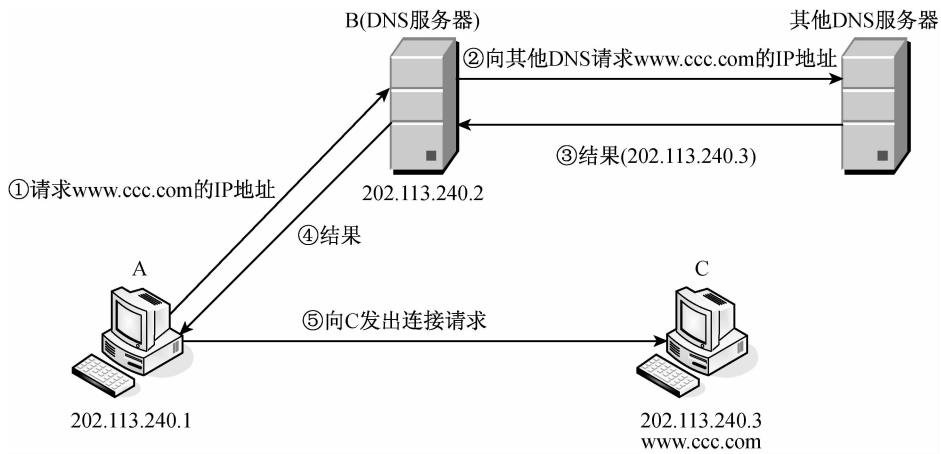 B(DNS服务器)
其他DNS服务器
②向其他DNS请求www.ccc.com的IP地址
③结果(202.113.240.3)
①请求www.ccc.com的IP地址
202.113.240.2
④结果
A
C
⑤向C发出连接请求
202.113.240.1
202.113.240.3
www.ccc.com